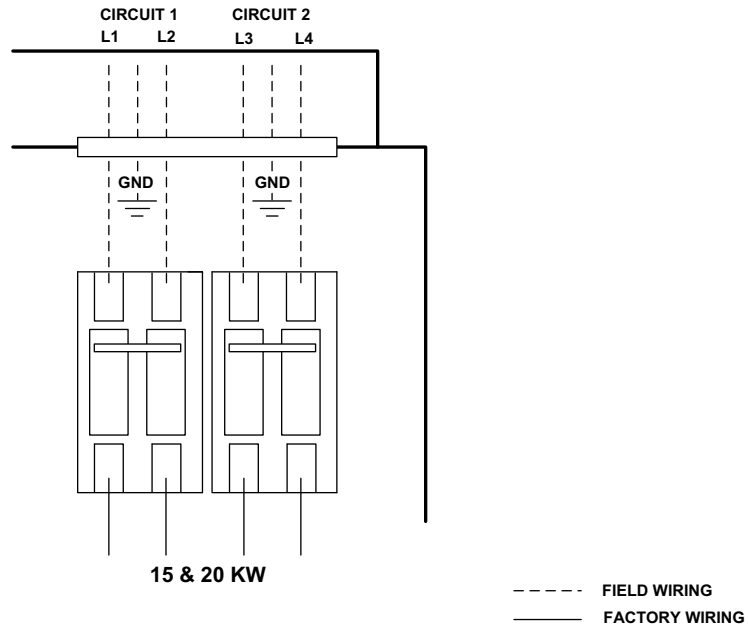 CIRCUIT 1 CIRCUIT 2
L1 L2 L3 L4
GND GND
15 & 20 KW
FIELD WIRING
FACTORY WIRING